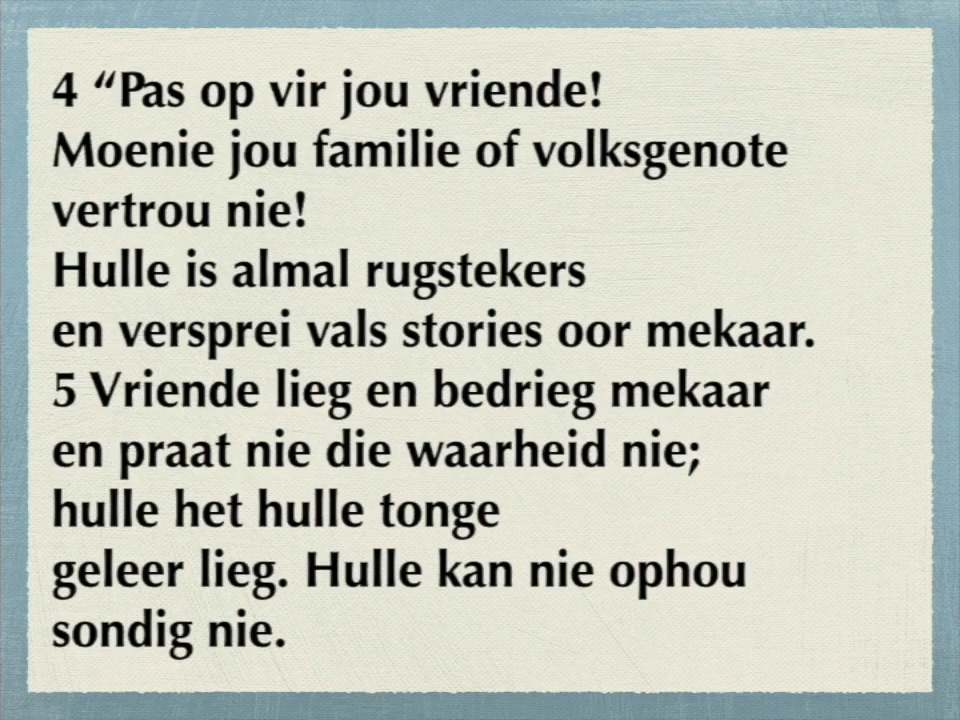 4 “Pas op vir jou vriende!
Moenie jou familie of volksgenote
vertrou nie!
Hulle is almal rugstekers
en versprei vals stories oor mekaar.
5 Vriende lieg en bedrieg mekaar
en praat nie die waarheid nie;
hulle het hulle tonge
geleer lieg. Hulle kan nie ophou
sondig nie.